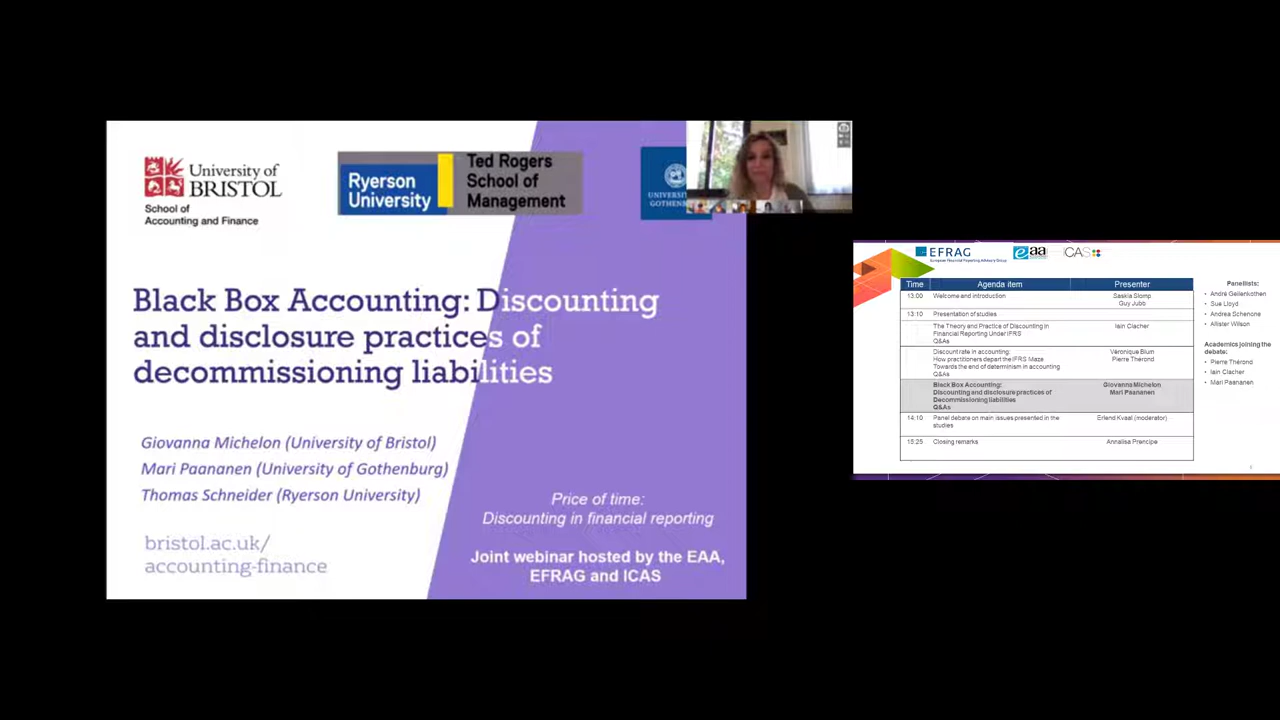 University of
BRISTOL
School of
Accounting and Finance
Ryerson
University
Ted Rogers
School of
Management
Black Box Accounting: Discounting
and disclosure practices of
decommissioning liabilities
Giovanna Michelon (University of Bristol)
Mari Paananen (University of Gothenburg)
Thomas Schneider (Ryerson University)
bristol.ac.uk/
accounting-finance
Price of time:
Discounting in financial reporting
Joint webinar hosted by the EAA,
EFRAG and ICAS
EFRAG
European Financial Reporting Advisory Group
eaa
ICAS
Time Agenda item Presenter
13:00 Welcome and introduction Saskia Slomp
Guy Jubb
13:10 Presentation of studies
The Theory and Practice of Discounting in Iain Clacher
Financial Reporting Under IFRS
Q&As
Discount rate in accounting: Véronique Blum
How practitioners depart the IFRS Maze Pierre Thérond
Towards the end of determinism in accounting
Q&As
Black Box Accounting: Giovanna Michelon
Discounting and disclosure practices of Mari Paananen
Decommissioning liabilities
Q&As
14:10 Panel debate on main issues presented in the Erlend Kvaal (moderator)
studies
15:25 Closing remarks Annalisa Prencipe
Panellists:
• André Geilenkothen
• Sue Lloyd
• Andrea Schenone
• Allister Wilson
Academics joining the
debate:
• Pierre Thérond
• Iain Clacher
• Mari Paananen